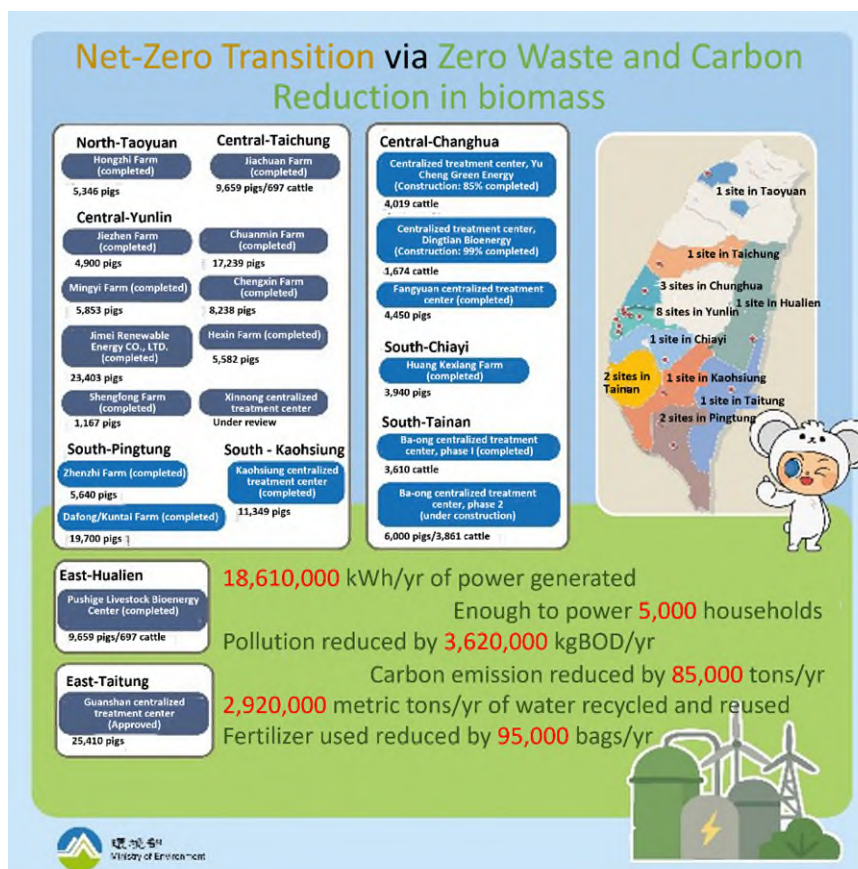 Net-Zero Transition via Zero Waste and Carbon
Reduction in biomass
North-Taoyuan
Hongzhi Farm
(completed)
5,346 pigs
Central-Taichung
Jiachuan Farm
(completed)
9,659 pigs/697 cattle
Central-Yunlin
Jiezhen Farm
(completed)
4,900 pigs
Chuanmin Farm
(completed)
17,239 pigs
Mingyi Farm (completed)
5,853 pigs
Chengxin Farm
(completed)
8,238 pigs
Jimei Renewable
Energy CO., LTD.
(completed)
23,403 pigs
Hexin Farm (completed)
5,582 pigs
Shengfong Farm
(completed)
1,167 pigs
Xinnong centralized
treatment center
Under review
South-Pingtung
Zhenzhi Farm (completed)
5,640 pigs
Dafong/Kuntai Farm (completed)
19,700 pigs
South - Kaohsiung
Kaohsiung centralized
treatment center
(completed)
11,349 pigs
Central-Changhua
Centralized treatment center, Yu
Cheng Green Energy
(Construction: 85% completed)
4,019 cattle
Centralized treatment center,
Dingtian Bioenergy
(Construction: 99% completed)
1,674 cattle
Fangyuan centralized treatment
center (completed)
4,450 pigs
South-Chiayi
Huang Kexiang Farm
(completed)
3,940 pigs
South-Tainan
Ba-ong centralized treatment
center, phase I (completed)
3,610 cattle
Ba-ong centralized treatment
center, phase 2
(under construction)
6,000 pigs/3,861 cattle
1 site in Taoyuan
1 site in Taichung
3 sites in Chunghua
1 site in Hualien
8 sites in Yunlin
1 site in Chiayi
2 sites in
Tainan
1 site in Kaohsiung
1 site in Taitung
2 sites in Pingtung
East-Hualien
Pushige Livestock Bioenergy
Center (completed)
9,659 pigs/697 cattle
East-Taitung
Guanshan centralized
treatment center
(Approved)
25,410 pigs
18,610,000 kWh/yr of power generated
Enough to power 5,000 households
Pollution reduced by 3,620,000 kgBOD/yr
Carbon emission reduced by 85,000 tons/yr
2,920,000 metric tons/yr of water recycled and reused
Fertilizer used reduced by 95,000 bags/yr
環境部
Ministry of Environment